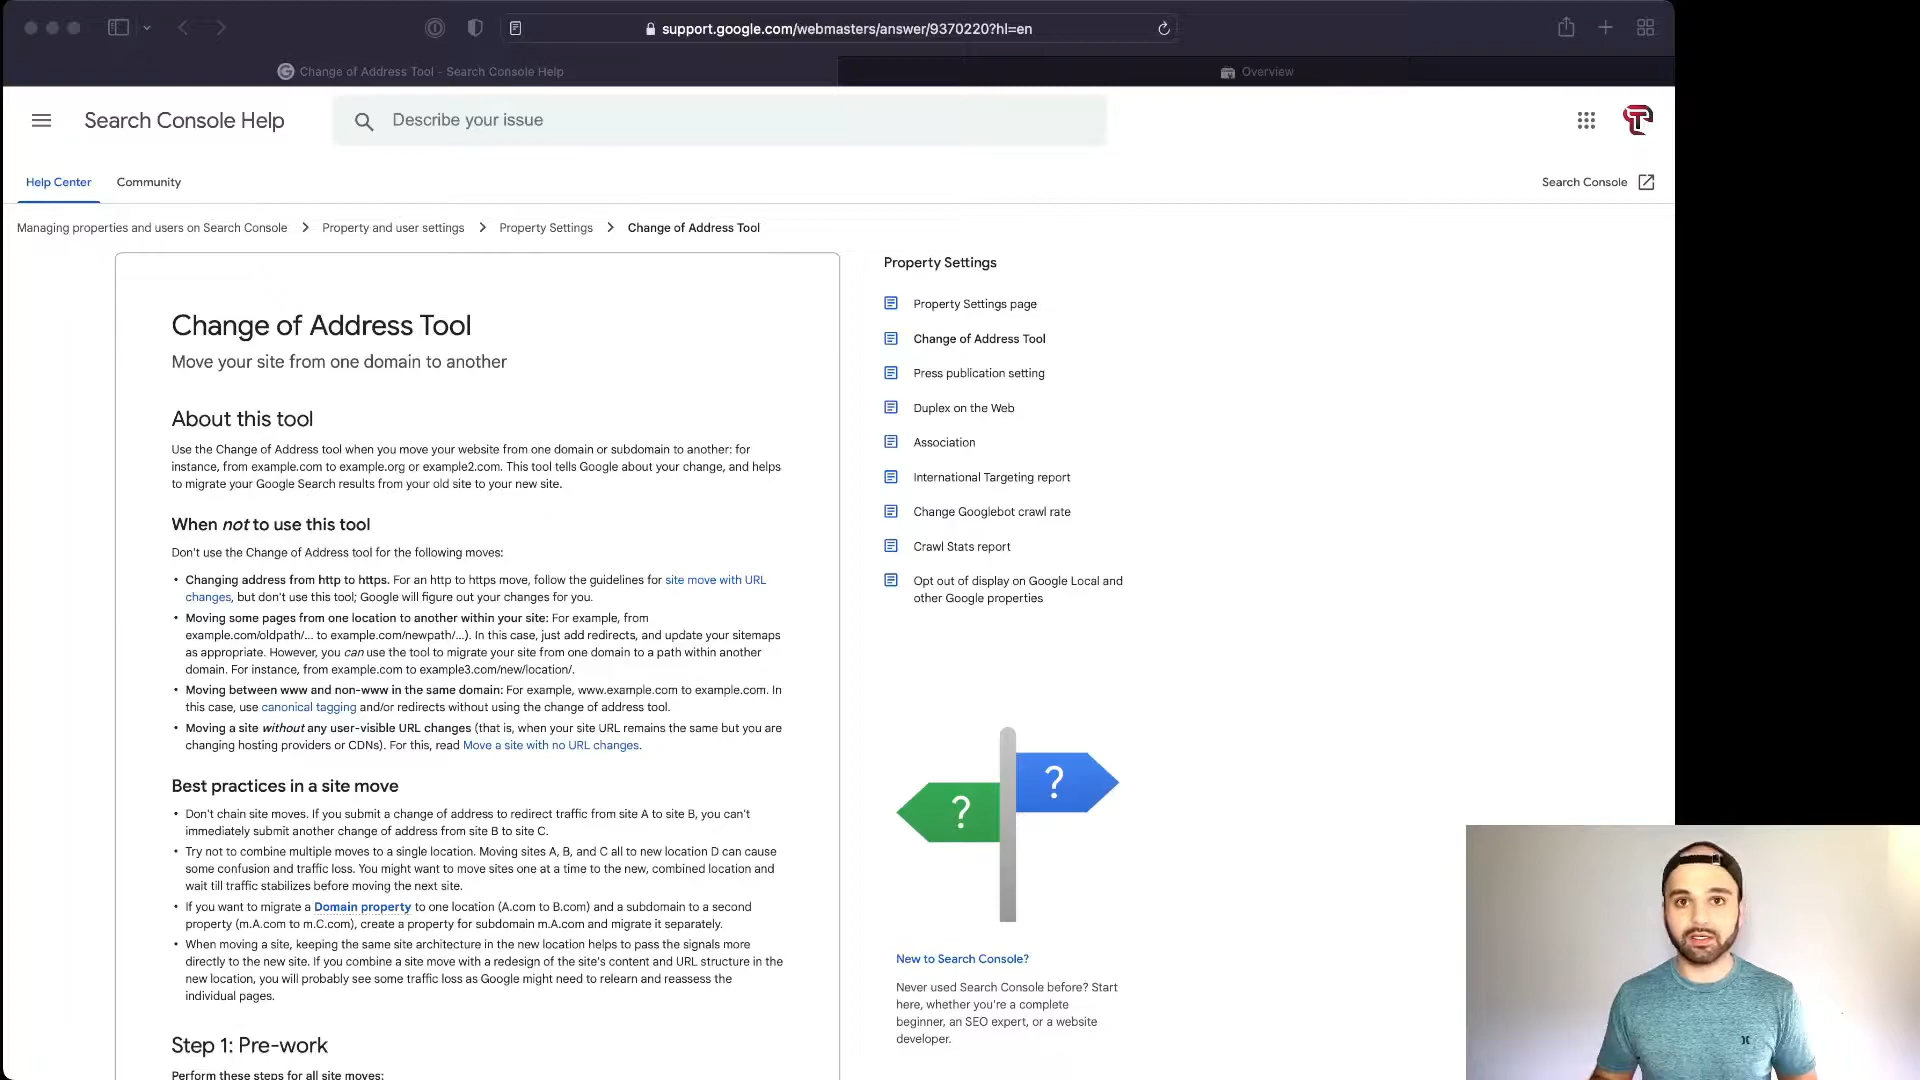 support.google.com/webmasters/answer/9370220?hl=en
Change of Address Tool - Search Console Help
Overview
Search Console Help
Describe your issue
Help Center
Community
Search Console
Managing properties and users on Search Console
Property and user settings
Property Settings
Change of Address Tool
Change of Address Tool
Move your site from one domain to another
About this tool
Use the Change of Address tool when you move your website from one domain or subdomain to another: for
instance, from example.com to example.org or example2.com. This tool tells Google about your change, and helps
to migrate your Google Search results from your old site to your new site.
When not to use this tool
Don't use the Change of Address tool for the following moves:
• Changing address from http to https. For an http to https move, follow the guidelines for site move with URL
changes, but don't use this tool; Google will figure out your changes for you.
• Moving some pages from one location to another within your site: For example, from
example.com/oldpath/... to example.com/newpath/...). In this case, just add redirects, and update your sitemaps
as appropriate. However, you can use the tool to migrate your site from one domain to a path within another
domain. For instance, from example.com to example3.com/new/location/.
• Moving between www and non-www in the same domain: For example, www.example.com to example.com. In
this case, use canonical tagging and/or redirects without using the change of address tool.
• Moving a site without any user-visible URL changes (that is, when your site URL remains the same but you are
changing hosting providers or CDNs). For this, read Move a site with no URL changes.
Best practices in a site move
• Don't chain site moves. If you submit a change of address to redirect traffic from site A to site B, you can't
immediately submit another change of address from site B to site C.
• Try not to combine multiple moves to a single location. Moving sites A, B, and C all to new location D can cause
some confusion and traffic loss. You might want to move sites one at a time to the new, combined location and
wait till traffic stabilizes before moving the next site.
• If you want to migrate a Domain property to one location (A.com to B.com) and a subdomain to a second
property (m.A.com to m.C.com), create a property for subdomain m.A.com and migrate it separately.
• When moving a site, keeping the same site architecture in the new location helps to pass the signals more
directly to the new site. If you combine a site move with a redesign of the site's content and URL structure in the
new location, you will probably see some traffic loss as Google might need to relearn and reassess the
individual pages.
Step 1: Pre-work
Perform these steps for all site moves:
Property Settings
Property Settings page
Change of Address Tool
Press publication setting
Duplex on the Web
Association
International Targeting report
Change Googlebot crawl rate
Crawl Stats report
Opt out of display on Google Local and
other Google properties
?
?
New to Search Console?
Never used Search Console before? Start
here, whether you're a complete
beginner, an SEO expert, or a website
developer.